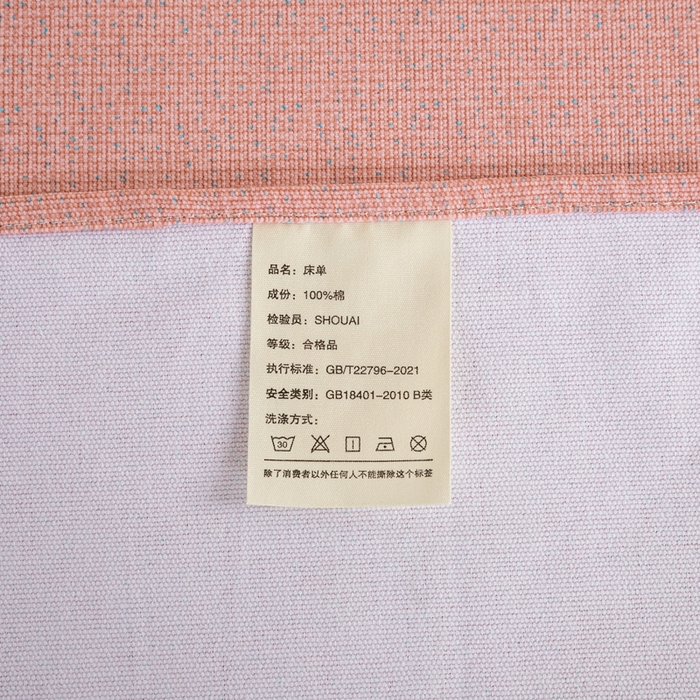 品名：床单
成份：100%棉
检验员：SHOUAI
等级：合格品
执行标准：GB/T22796-2021
安全类别：GB18401-2010 B类
洗涤方式：
30
除了消费者以外任何人不能撕除这个标签